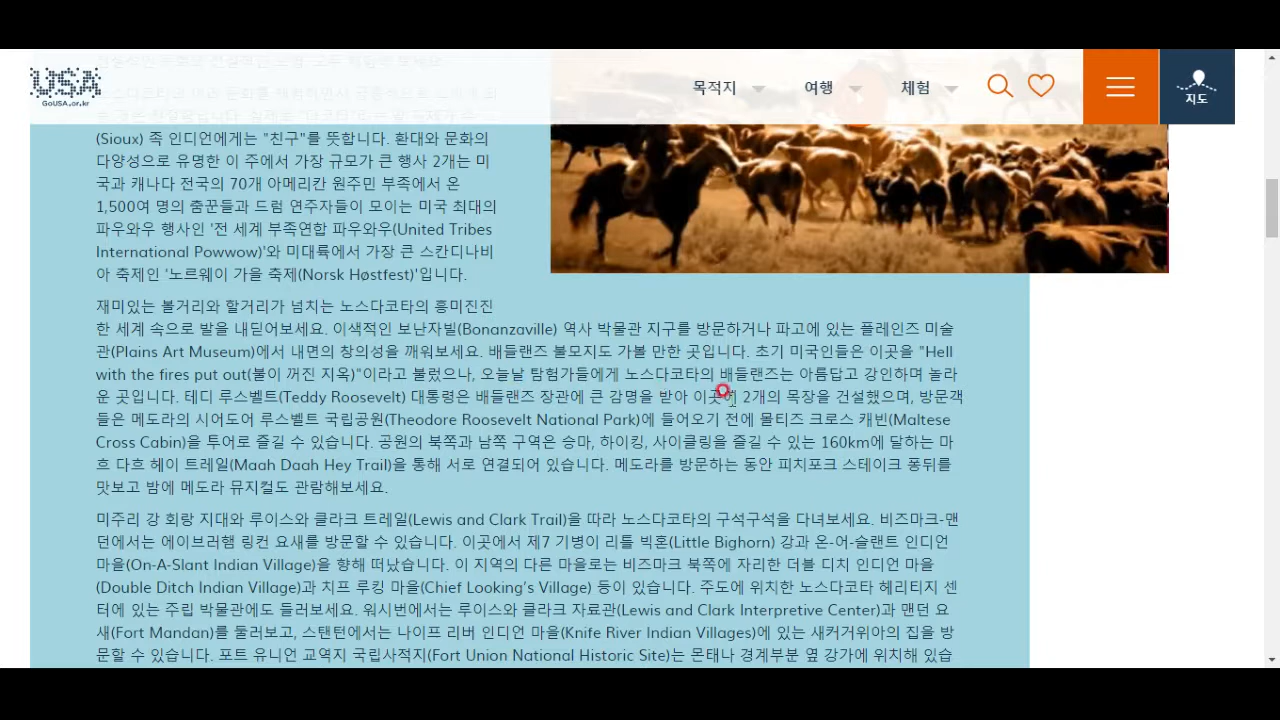 USA
GoUSA.or.kr
목적지
여행
체험
지도
(Sioux) 족 인디언에게는 "친구"를 뜻합니다. 환대와 문화의
다양성으로 유명한 이 주에서 가장 규모가 큰 행사 2개는 미
국과 캐나다 전국의 70개 아메리칸 원주민 부족에서 온
1,500여 명의 춤꾼들과 드럼 연주자들이 모이는 미국 최대의
파우와우 행사인 '전 세계 부족연합 파우와우(United Tribes
International Powwow)'와 미대륙에서 가장 큰 스칸디나비
아 축제인 '노르웨이 가을 축제(Norsk Høstfest)'입니다.
재미있는 볼거리와 할거리가 넘치는 노스다코타의 흥미진진
한 세계 속으로 발을 내딛어보세요. 이색적인 보난자빌(Bonanzaville) 역사 박물관 지구를 방문하거나 파고에 있는 플레인즈 미술
관(Plains Art Museum)에서 내면의 창의성을 깨워보세요. 배들랜즈 불모지도 가볼 만한 곳입니다. 초기 미국인들은 이곳을 "Hell
with the fires put out(불이 꺼진 지옥)"이라고 불렀으나, 오늘날 탐험가들에게 노스다코타의 배들랜즈는 아름답고 강인하며 놀라
운 곳입니다. 테디 루스벨트(Teddy Roosevelt) 대통령은 배들랜즈 장관에 큰 감명을 받아 이곳에 2개의 목장을 건설했으며, 방문객
들은 메도라의 시어도어 루스벨트 국립공원(Theodore Roosevelt National Park)에 들어오기 전에 몰티즈 크로스 캐빈(Maltese
Cross Cabin)을 투어로 즐길 수 있습니다. 공원의 북쪽과 남쪽 구역은 승마, 하이킹, 사이클링을 즐길 수 있는 160km에 달하는 마
흐 다흐 헤이 트레일(Maah Daah Hey Trail)을 통해 서로 연결되어 있습니다. 메도라를 방문하는 동안 피치포크 스테이크 퐁뒤를
맛보고 밤에 메도라 뮤지컬도 관람해보세요.
미주리 강 회랑 지대와 루이스와 클라크 트레일(Lewis and Clark Trail)을 따라 노스다코타의 구석구석을 다녀보세요. 비즈마크-맨
던에서는 에이브러햄 링컨 요새를 방문할 수 있습니다. 이곳에서 제7 기병이 리틀 빅혼(Little Bighorn) 강과 온-어-슬랜트 인디언
마을(On-A-Slant Indian Village)을 향해 떠났습니다. 이 지역의 다른 마을로는 비즈마크 북쪽에 자리한 더블 디치 인디언 마을
(Double Ditch Indian Village)과 치프 루킹 마을(Chief Looking's Village) 등이 있습니다. 주도에 위치한 노스다코타 헤리티지 센
터에 있는 주립 박물관에도 들러보세요. 워시번에서는 루이스와 클라크 자료관(Lewis and Clark Interpretive Center)과 맨던 요
새(Fort Mandan)를 둘러보고, 스탠턴에서는 나이프 리버 인디언 마을(Knife River Indian Villages)에 있는 새커거위아의 집을 방
문할 수 있습니다. 포트 유니언 교역지 국립사적지(Fort Union National Historic Site)는 몬태나 경계부분 옆 강가에 위치해 있습